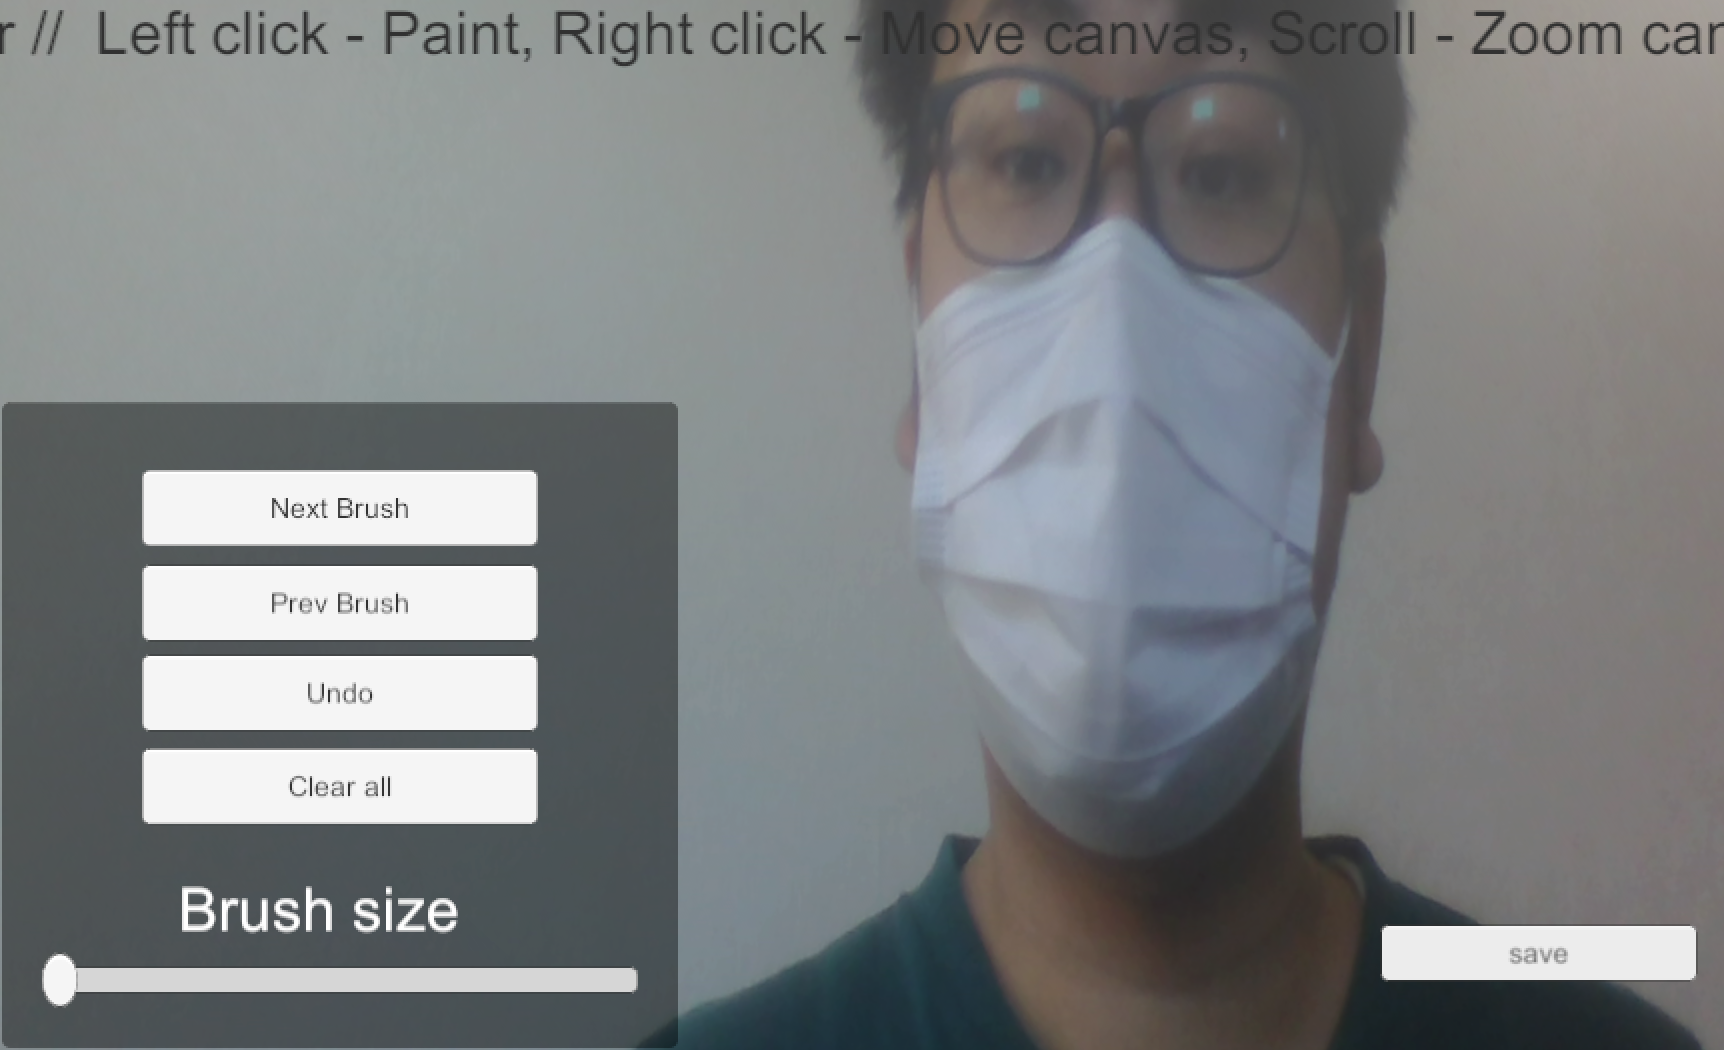 r // Left click - Paint, Right click - Move canvas, Scroll - Zoom can
Next Brush
Prev Brush
Undo
Clear all
Brush size
save